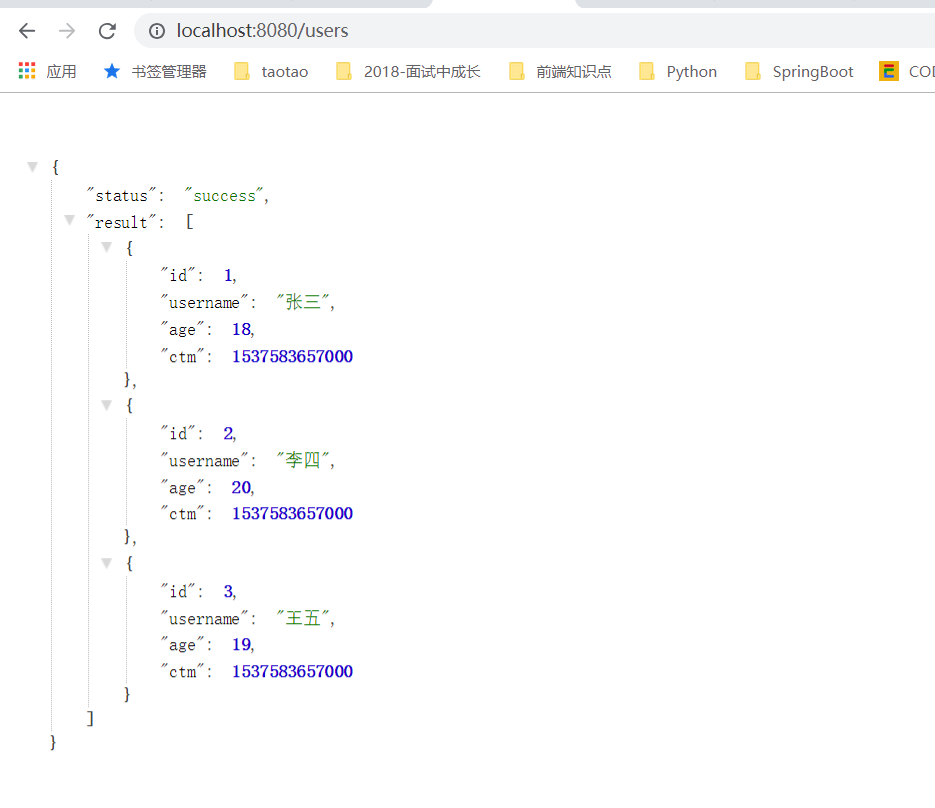 localhost:8080/users
应用 书签管理器 taotao 2018-面试中成长 前端知识点 Python SpringBoot
{
"status": "success",
"result": [
{
"id": 1,
"username": "张三",
"age": 18,
"ctm": 1537583657000
},
{
"id": 2,
"username": "李四",
"age": 20,
"ctm": 1537583657000
},
{
"id": 3,
"username": "王五",
"age": 19,
"ctm": 1537583657000
}
]
}